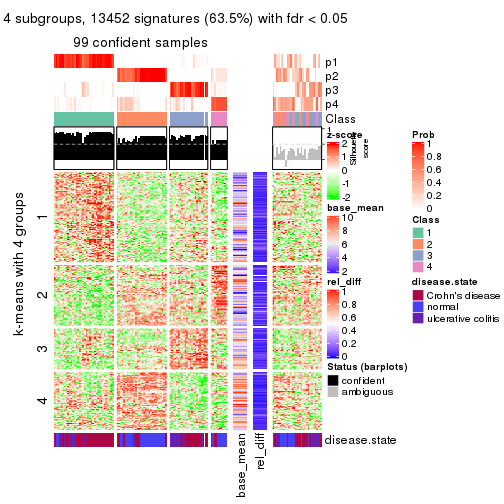 4 subgroups, 13452 signatures (63.5%) with fdr < 0.05
99 confident samples
p1
p2
p3
p4
Class
1
Silhouette
score
k-means with 4 groups
1
2
3
4
base_mean
rel_diff
disease.state
z-score
2
1
0
-1
-2
base_mean
10
8
6
4
2
rel_diff
1
0.8
0.6
0.4
0.2
0
Status (barplots)
confident
ambiguous
Prob
1
0.8
0.6
0.4
0.2
0
Class
1
2
3
4
disease.state
Crohn's disease
normal
ulcerative colitis